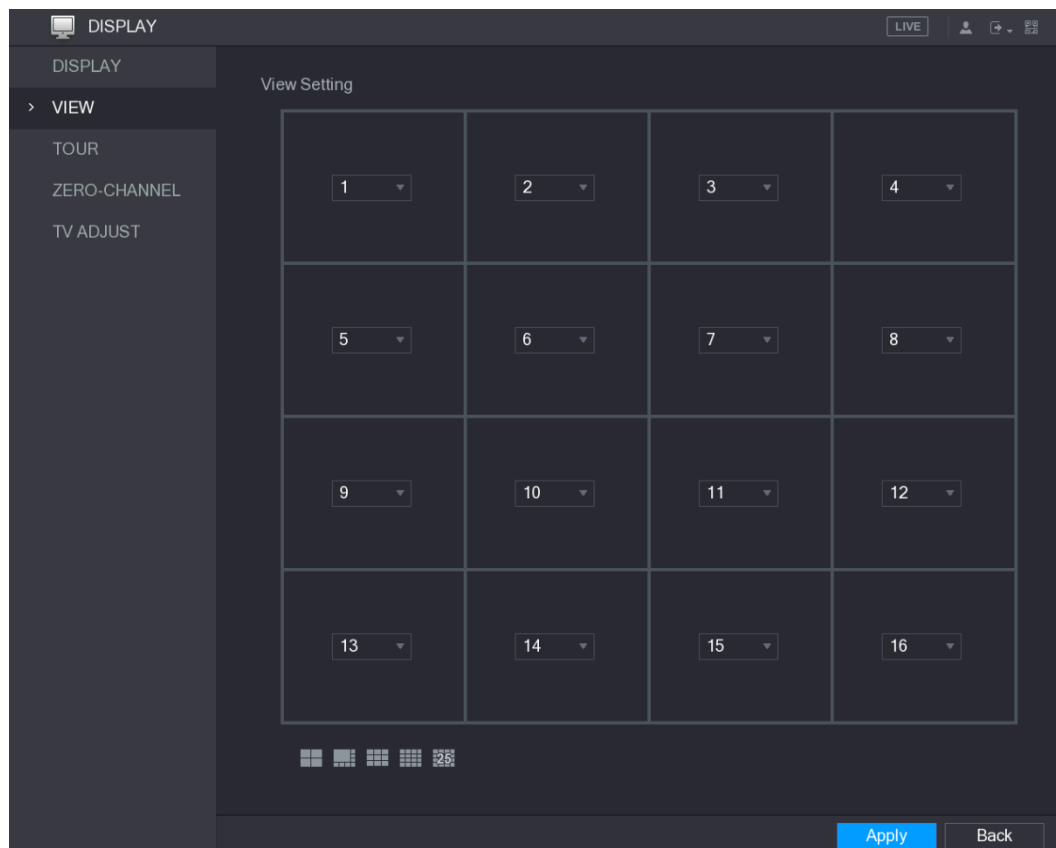 DISPLAY LIVE
DISPLAY
VIEW
TOUR
ZERO-CHANNEL
TV ADJUST
View Setting
1 2 3 4
5 6 7 8
9 10 11 12
13 14 15 16
25
Apply Back